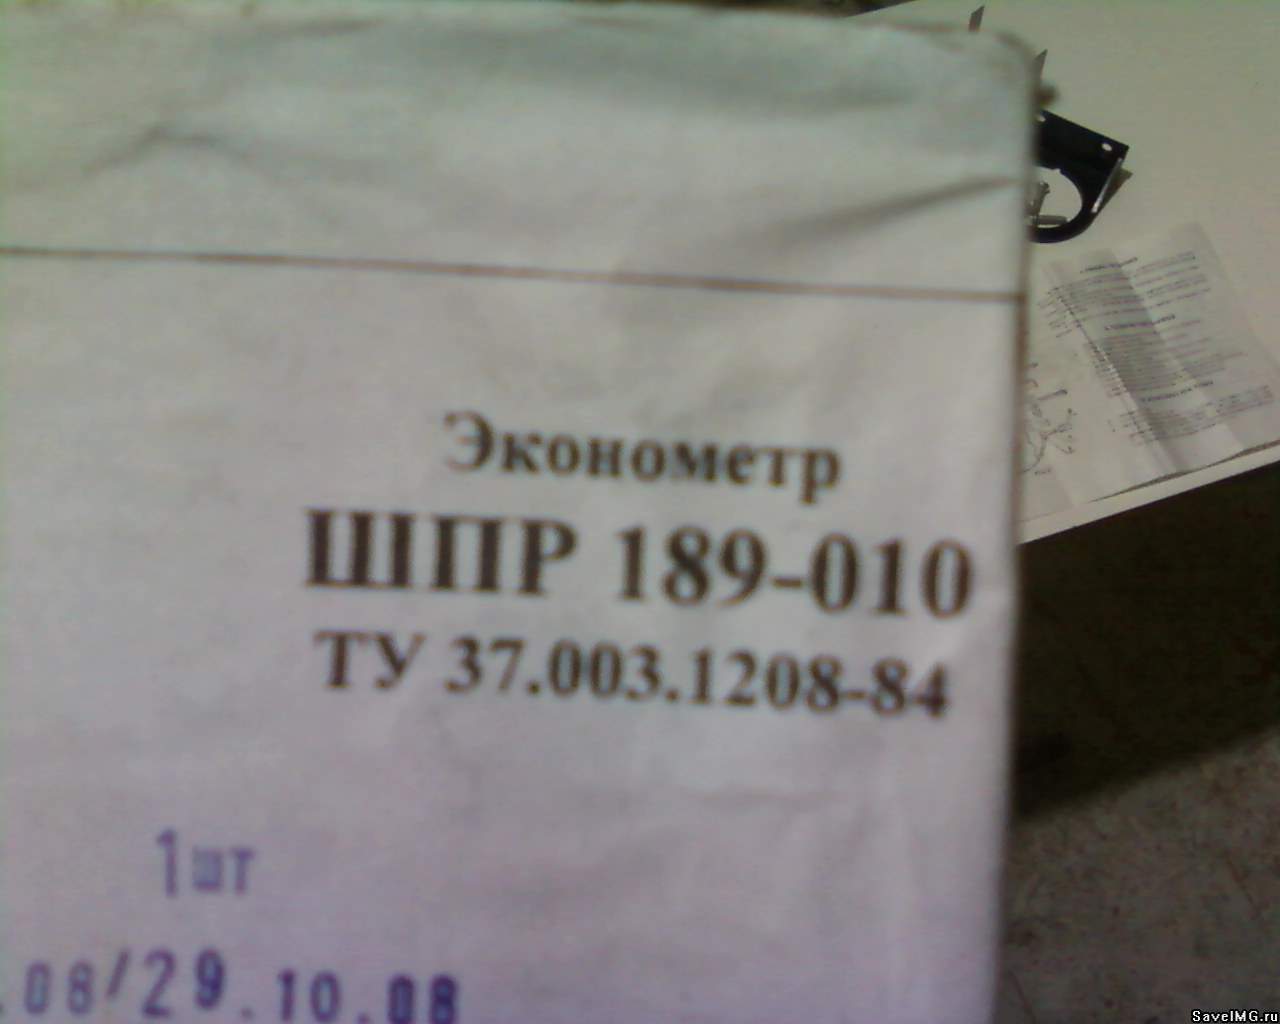 Эконометр
ШПР 189-010
ТУ 37.003.1208-84
1шт
.08/29.10.08
SaveIMG.ru